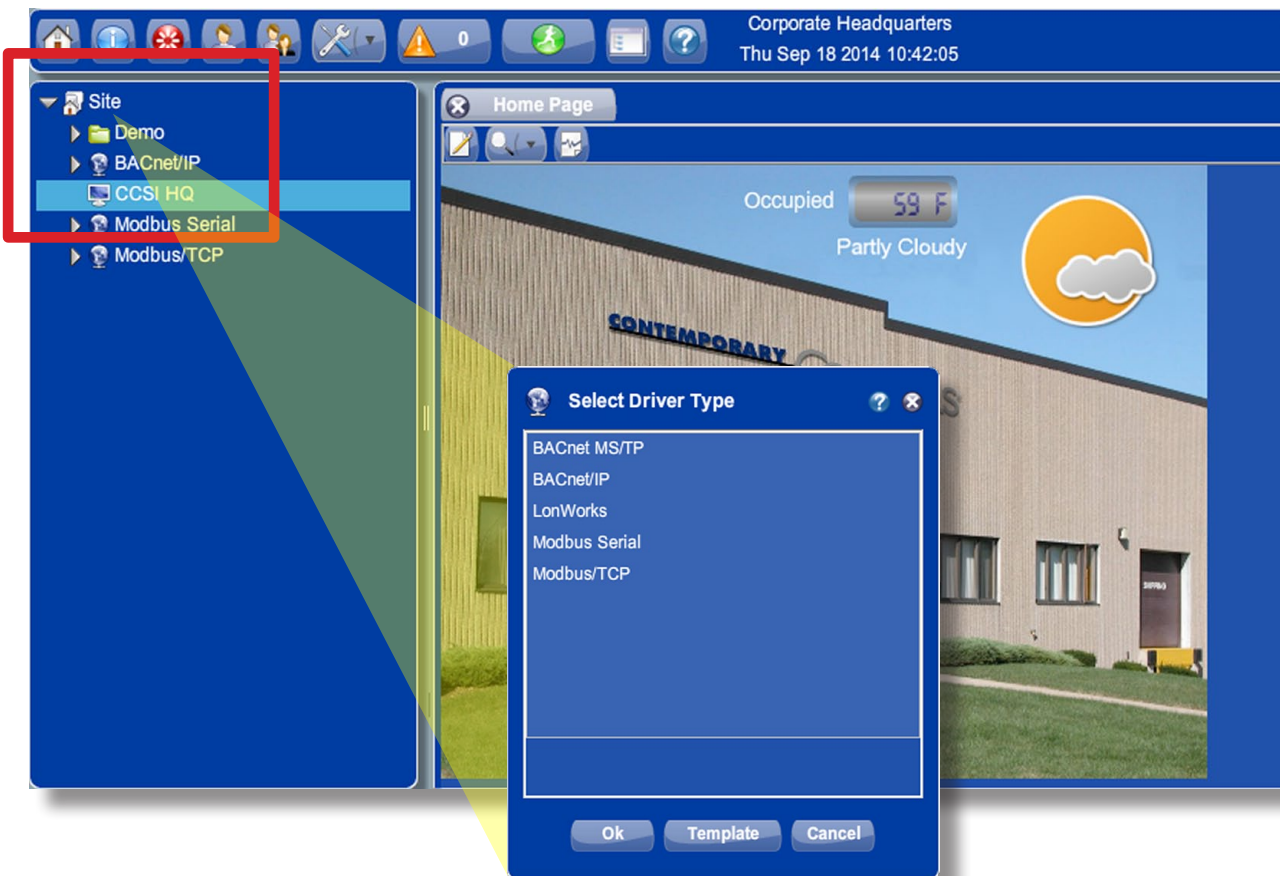 0
Corporate Headquarters
Thu Sep 18 2014 10:42:05
Site
Demo
BACnet/IP
CCSI HQ
Modbus Serial
Modbus/TCP
Home Page
Occupied
59 F
Partly Cloudy
CONTEMPORARY
C
S
SHIPPING
Select Driver Type
BACnet MS/TP
BACnet/IP
LonWorks
Modbus Serial
Modbus/TCP
Ok
Template
Cancel